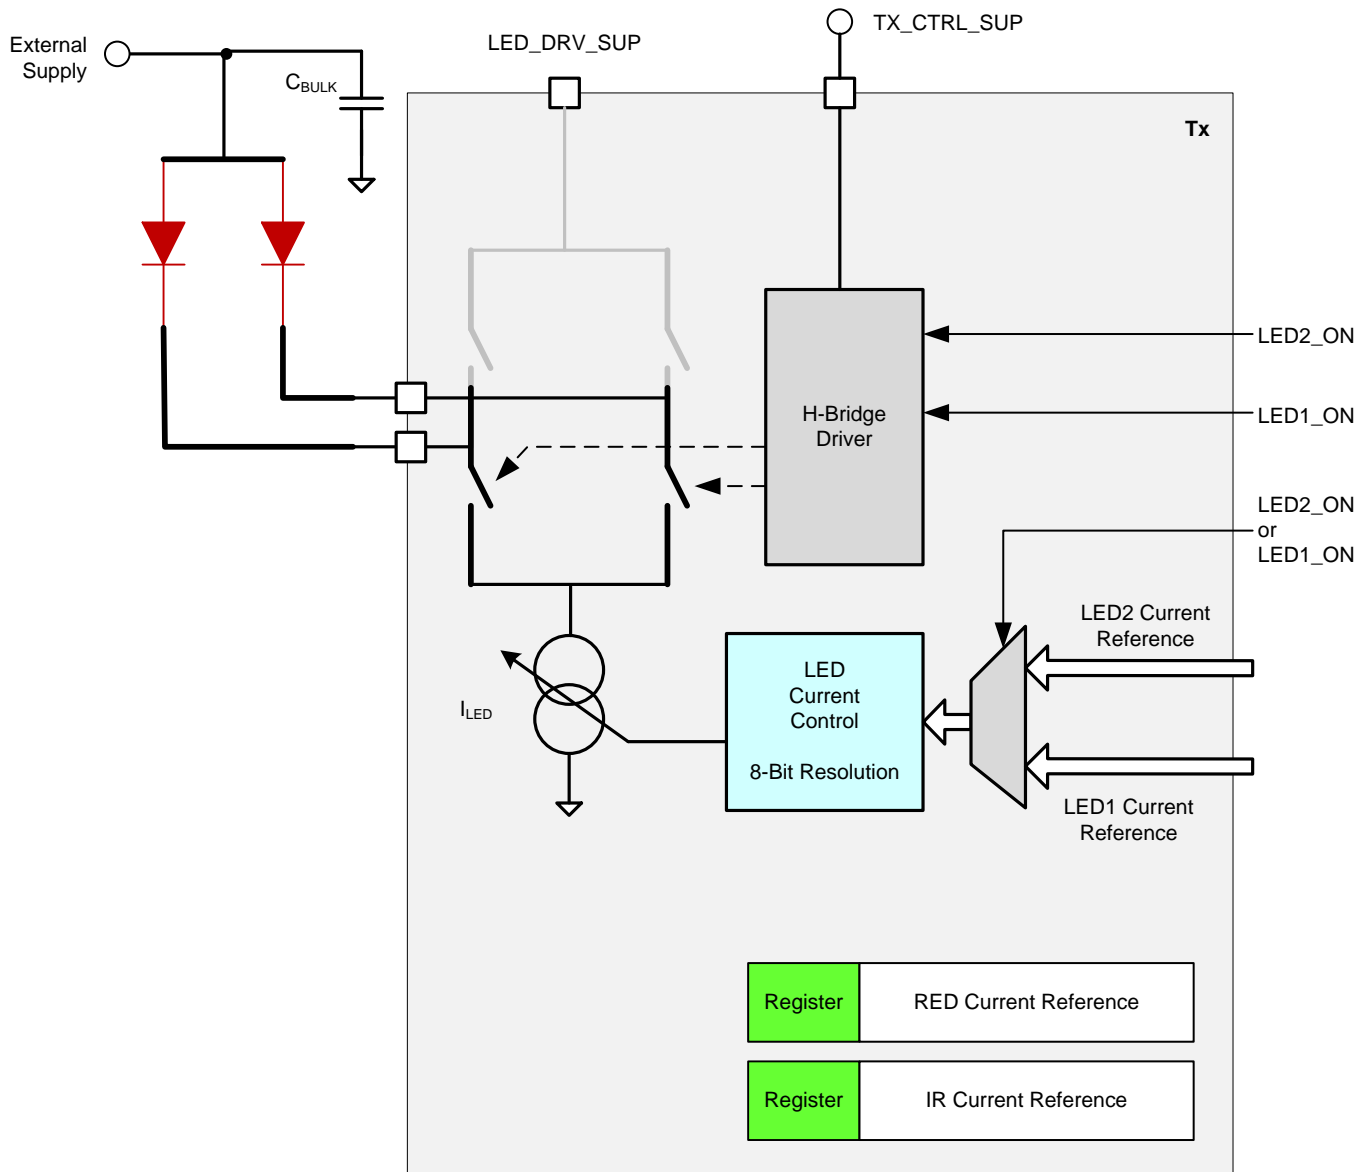 TX_CTRL_SUP
LED_DRV_SUP
External
Supply
CBULK
Tx
LED2_ON
H-Bridge
Driver
LED1_ON
LED2_ON
or
LED1_ON
LED2 Current
Reference
LED
Current
Control
8-Bit Resolution
ILED
LED1 Current
Reference
Register
RED Current Reference
Register
IR Current Reference